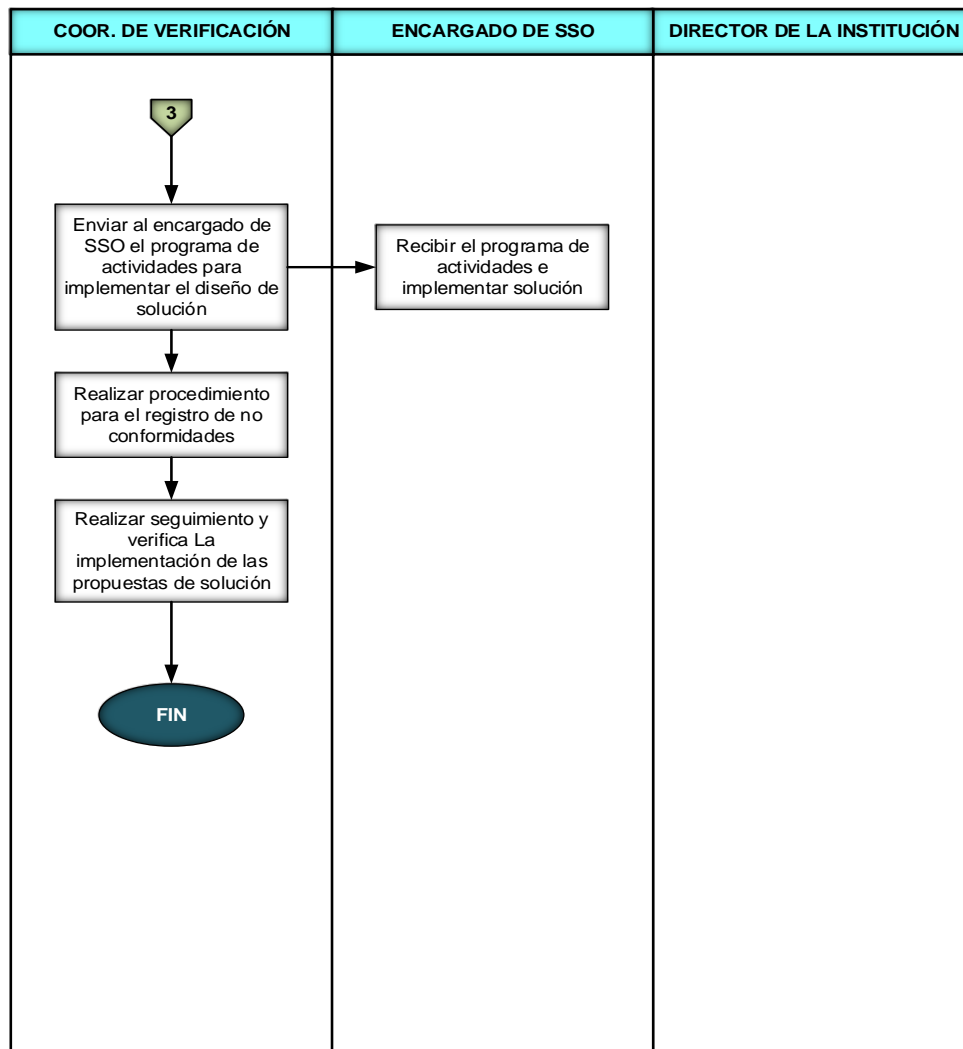 COOR. DE VERIFICACIÓN
ENCARGADO DE SSO
DIRECTOR DE LA INSTITUCIÓN
3
Enviar al encargado de
SSO el programa de
actividades para
implementar el diseño de
solución
Recibir el programa de
actividades e
implementar solución
Realizar procedimiento
para el registro de no
conformidades
Realizar seguimiento y
verifica La
implementación de las
propuestas de solución
FIN